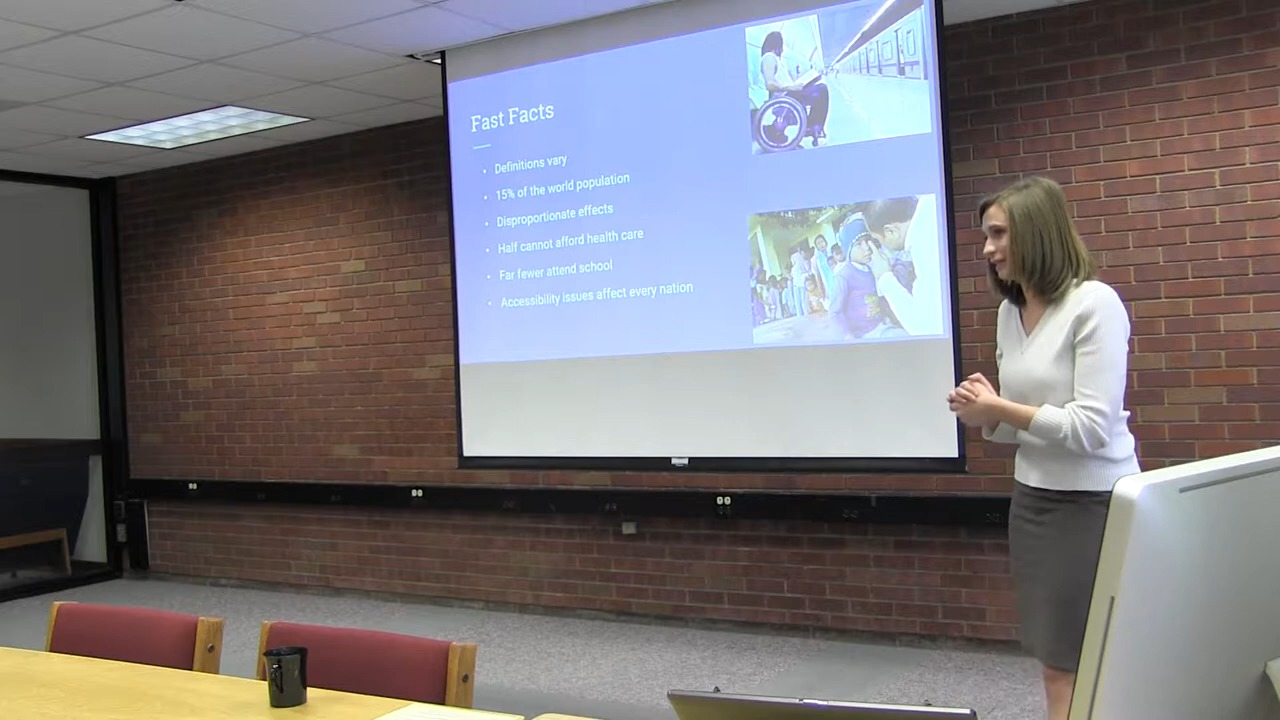 Fast Facts
Definitions vary
15% of the world population
Disproportionate effects
Half cannot afford health care
Far fewer attend school
Accessibility issues affect every nation